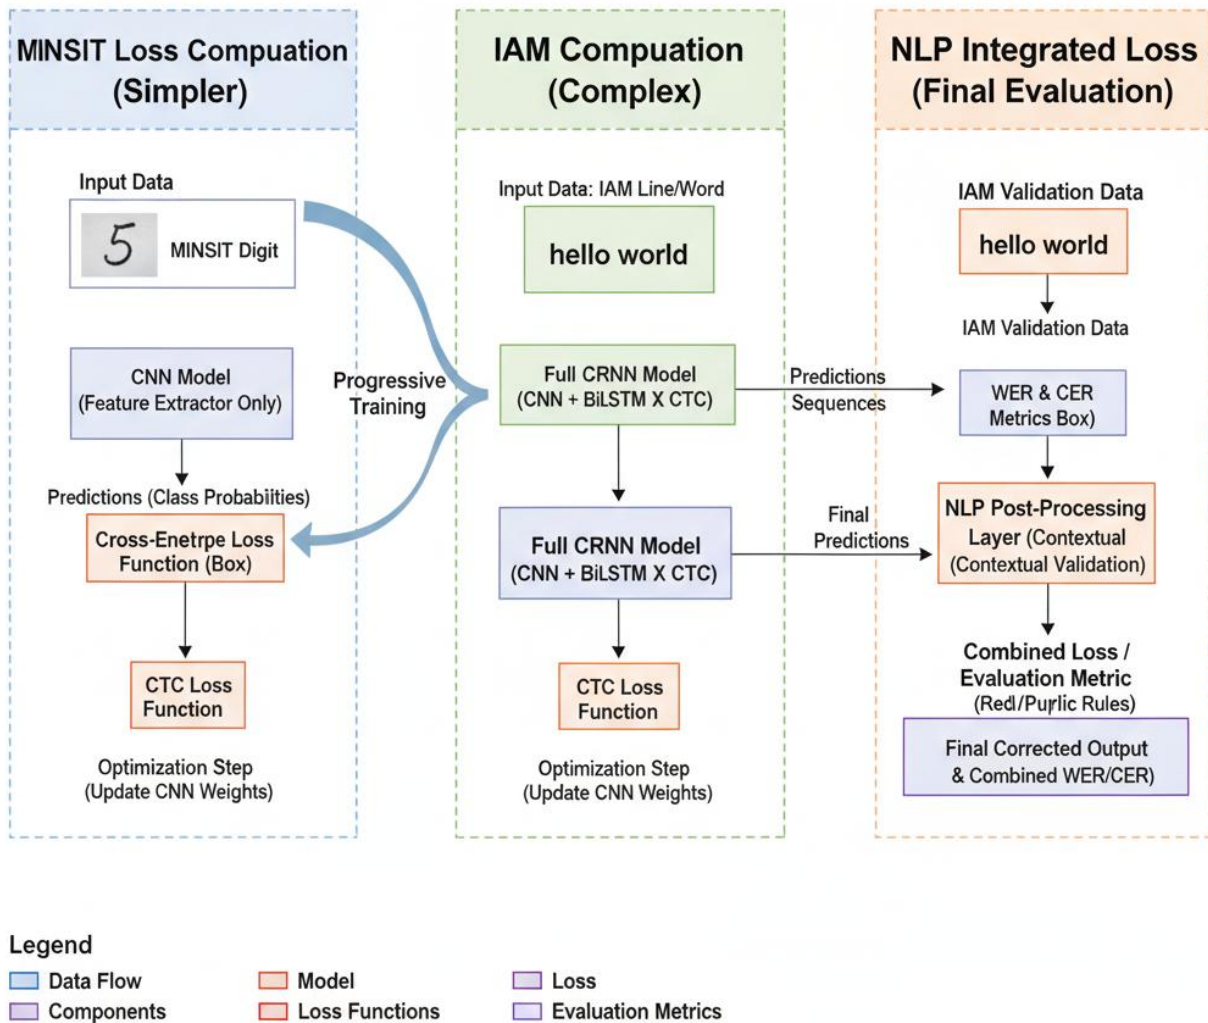 MINSIT Loss Compuation
(Simpler)
Input Data
5
MINSIT Digit
CNN Model
(Feature Extractor Only)
Predictions (Class Probabiities)
Cross-Enetrpe Loss
Function (Box)
CTC Loss
Function
Optimization Step
(Update CNN Weights)
Progressive
Training
IAM Compuation
(Complex)
Input Data: IAM Line/Word
hello world
Full CRNN Model
(CNN + BiLSTM X CTC)
Full CRNN Model
(CNN + BiLSTM X CTC)
CTC Loss
Function
Optimization Step
(Update CNN Weights)
Predictions
Sequences
Final
Predictions
NLP Integrated Loss
(Final Evaluation)
IAM Validation Data
hello world
IAM Validation Data
WER & CER
Metrics Box)
NLP Post-Processing
Layer (Contextual
(Contextual Validation)
Combined Loss /
Evaluation Metric
Rules)
Final Corrected Output
& Combined WER/CER)
Legend
Data Flow
Model
Loss
Components
Loss Functions
Evaluation Metrics